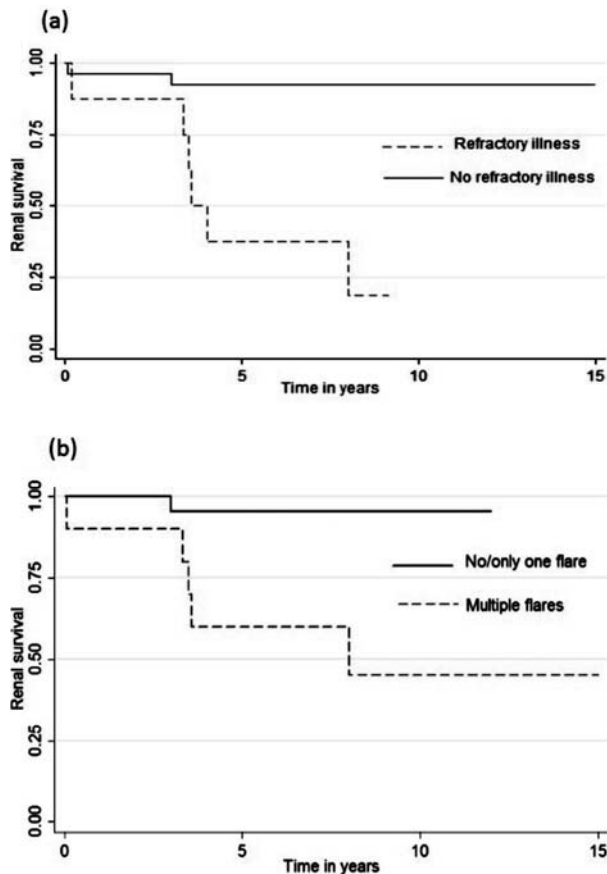 (a)
1.00
0.75
0.50
0.25
0.00
Renal survival
Refractory illness
No refractory illness
0 5 10 15
Time in years
(b)
1.00
0.75
0.50
0.25
0.00
Renal survival
No/only one flare
Multiple flares
0 5 10 15
Time in years